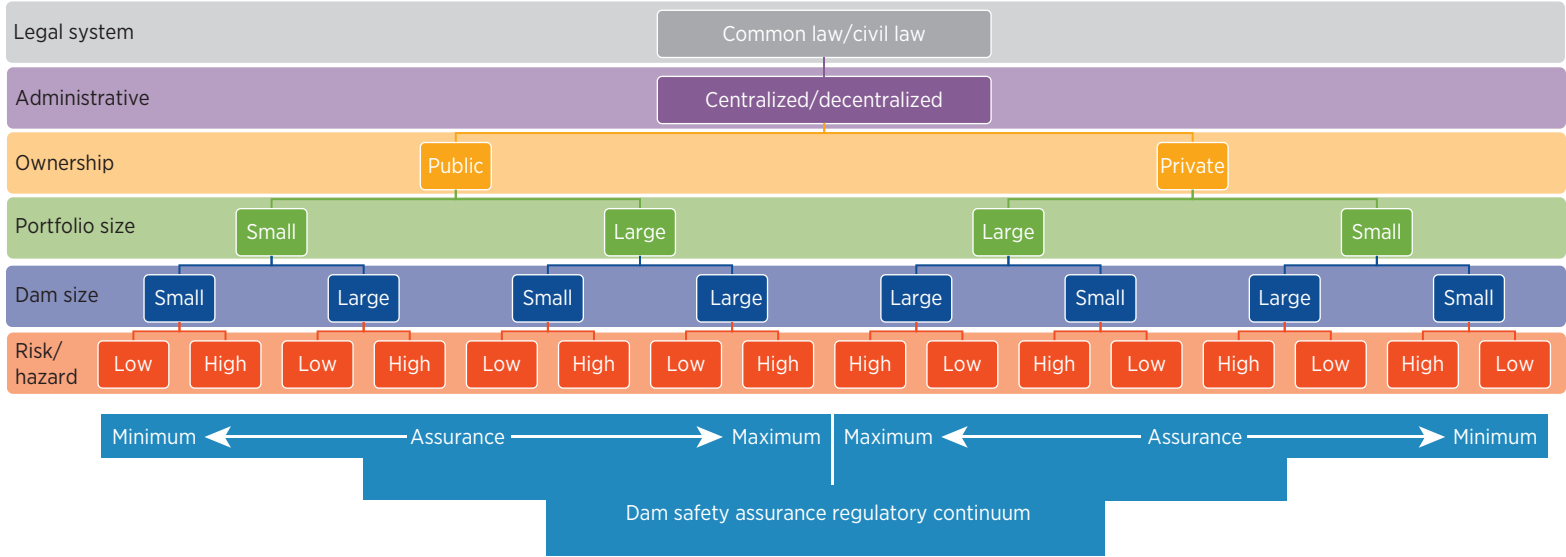 Legal system
Common law/civil law
Administrative
Centralized/decentralized
Ownership
Public
Private
Portfolio size
Small
Large
Large
Small
Dam size
Small
Large
Small
Large
Large
Small
Large
Small
Risk/
hazard
Low
High
Low
High
Low
High
Low
High
High
Low
High
Low
High
Low
High
Low
Minimum
Assurance
Maximum
Maximum
Assurance
Minimum
Dam safety assurance regulatory continuum